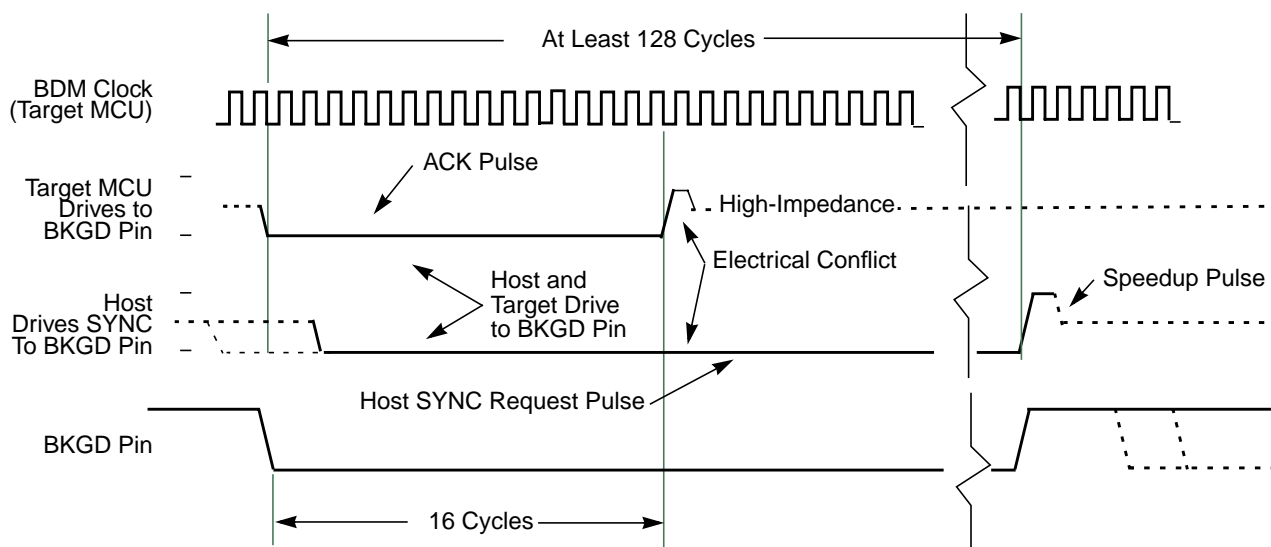 At Least 128 Cycles
BDM Clock
(Target MCU)
ACK Pulse
Target MCU
Drives to
BKGD Pin
High-Impedance
Electrical Conflict
Host and
Target Drive
to BKGD Pin
Speedup Pulse
Host
Drives SYNC
To BKGD Pin
Host SYNC Request Pulse
BKGD Pin
16 Cycles